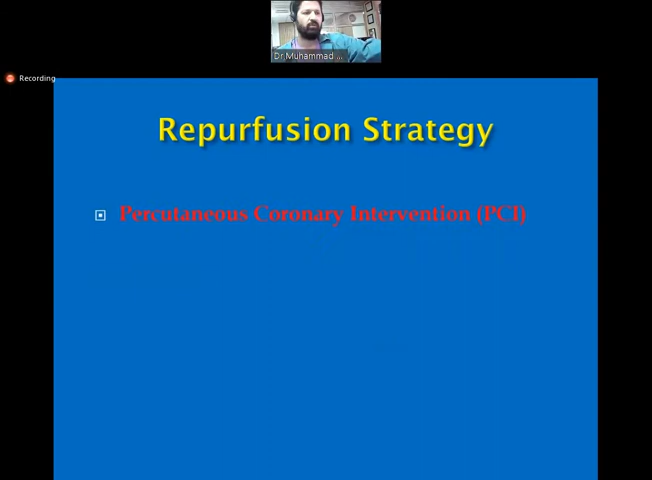 Dr,Muhammad ...
Recording
Repurfusion Strategy
Percutaneous Coronary Intervention (PCI)